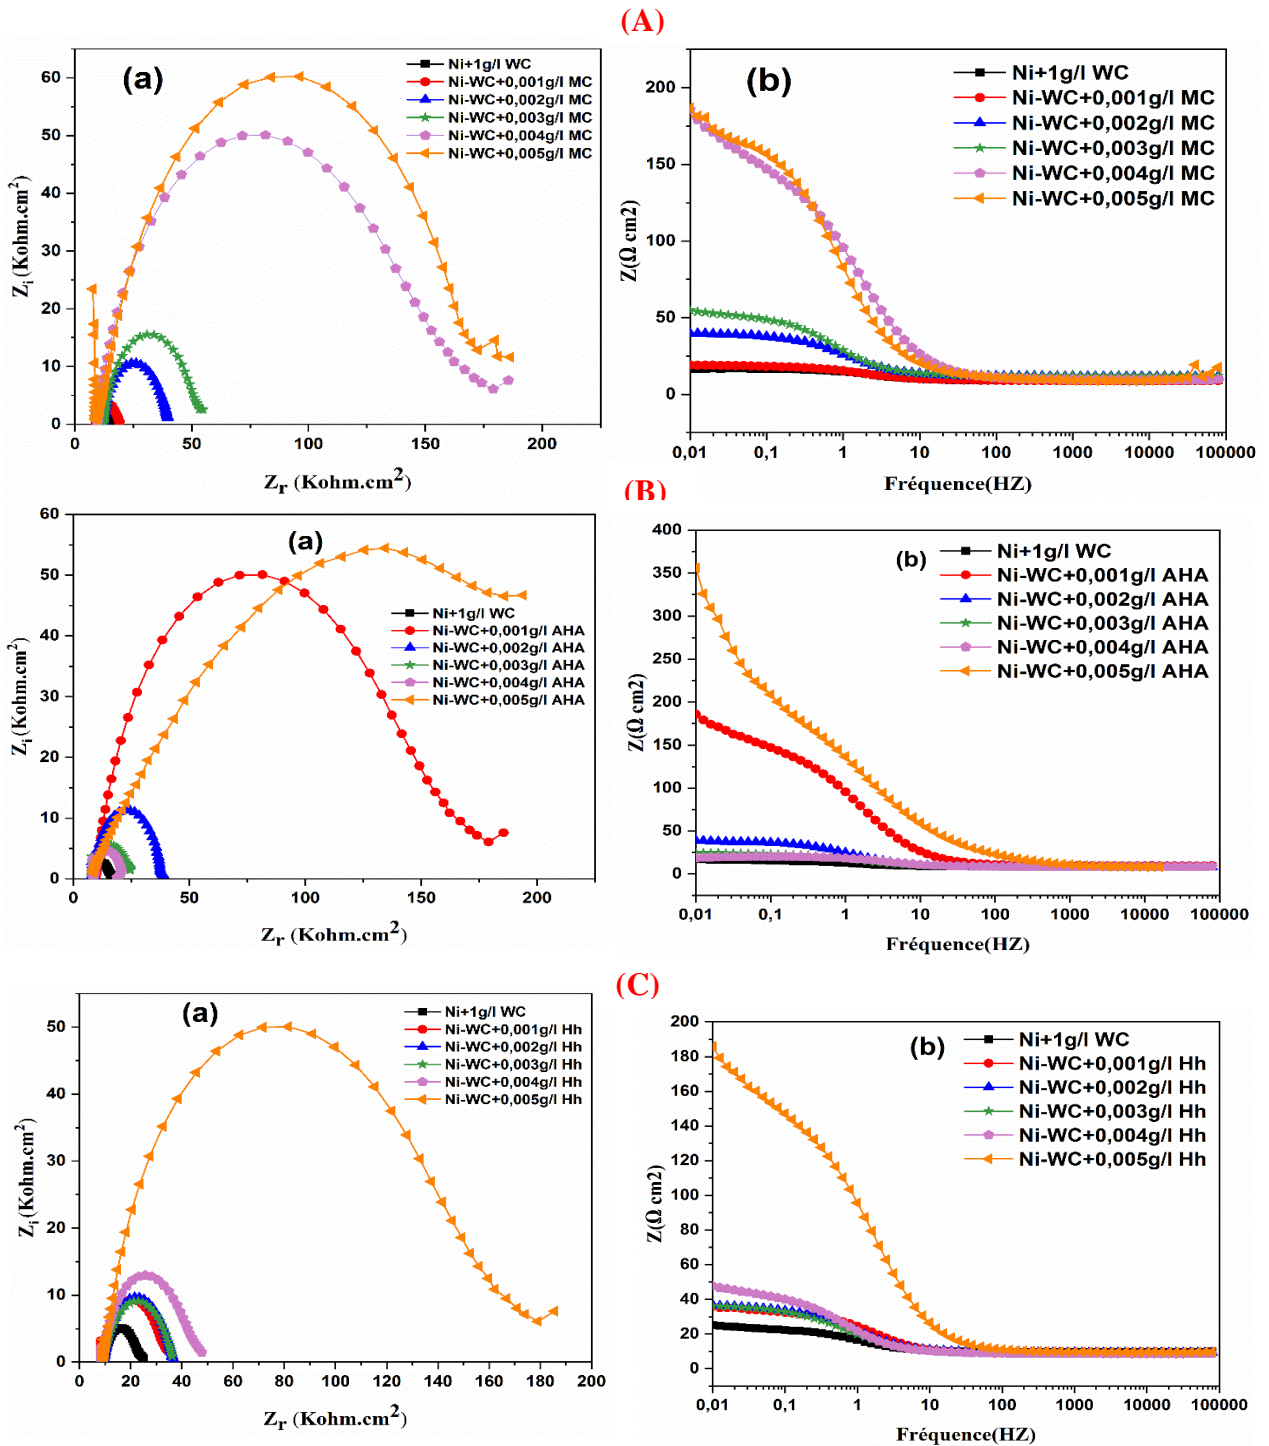 (A)
(a)
Ni+1g/l WC
Ni-WC+0,001g/l MC
Ni-WC+0,002g/l MC
Ni-WC+0,003g/l MC
Ni-WC+0,004g/l MC
Ni-WC+0,005g/l MC
60
50
40
30
20
10
0
Zi(Kohm.cm2)
0 50 100 150 200
Zr (Kohm.cm2)
(b)
Ni+1g/l WC
Ni-WC+0,001g/l MC
Ni-WC+0,002g/l MC
Ni-WC+0,003g/l MC
Ni-WC+0,004g/l MC
Ni-WC+0,005g/l MC
200
150
100
50
0
Z(Ω cm2)
0,01 0,1 1 10 100 1000 10000 100000
Fréquence(HZ)
(B)
(a)
Ni+1g/l WC
Ni-WC+0,001g/l AHA
Ni-WC+0,002g/l AHA
Ni-WC+0,003g/l AHA
Ni-WC+0,004g/l AHA
Ni-WC+0,005g/l AHA
60
50
40
30
20
10
0
Zi(Kohm.cm2)
0 50 100 150 200
Zr (Kohm.cm2)
(b)
Ni+1g/l WC
Ni-WC+0,001g/l AHA
Ni-WC+0,002g/l AHA
Ni-WC+0,003g/l AHA
Ni-WC+0,004g/l AHA
Ni-WC+0,005g/l AHA
400
350
300
250
200
150
100
50
0
Z(Ω cm2)
0,01 0,1 1 10 100 1000 10000 100000
Fréquence(HZ)
(C)
(a)
Ni+1g/l WC
Ni-WC+0,001g/l Hh
Ni-WC+0,002g/l Hh
Ni-WC+0,003g/l Hh
Ni-WC+0,004g/l Hh
Ni-WC+0,005g/l Hh
50
40
30
20
10
0
Zi(Kohm.cm2)
0 20 40 60 80 100 120 140 160 180 200
Zr (Kohm.cm2)
(b)
Ni+1g/l WC
Ni-WC+0,001g/l Hh
Ni-WC+0,002g/l Hh
Ni-WC+0,003g/l Hh
Ni-WC+0,004g/l Hh
Ni-WC+0,005g/l Hh
200
180
160
140
120
100
80
60
40
20
0
Z(Ω cm2)
0,01 0,1 1 10 100 1000 10000 100000
Fréquence(HZ)